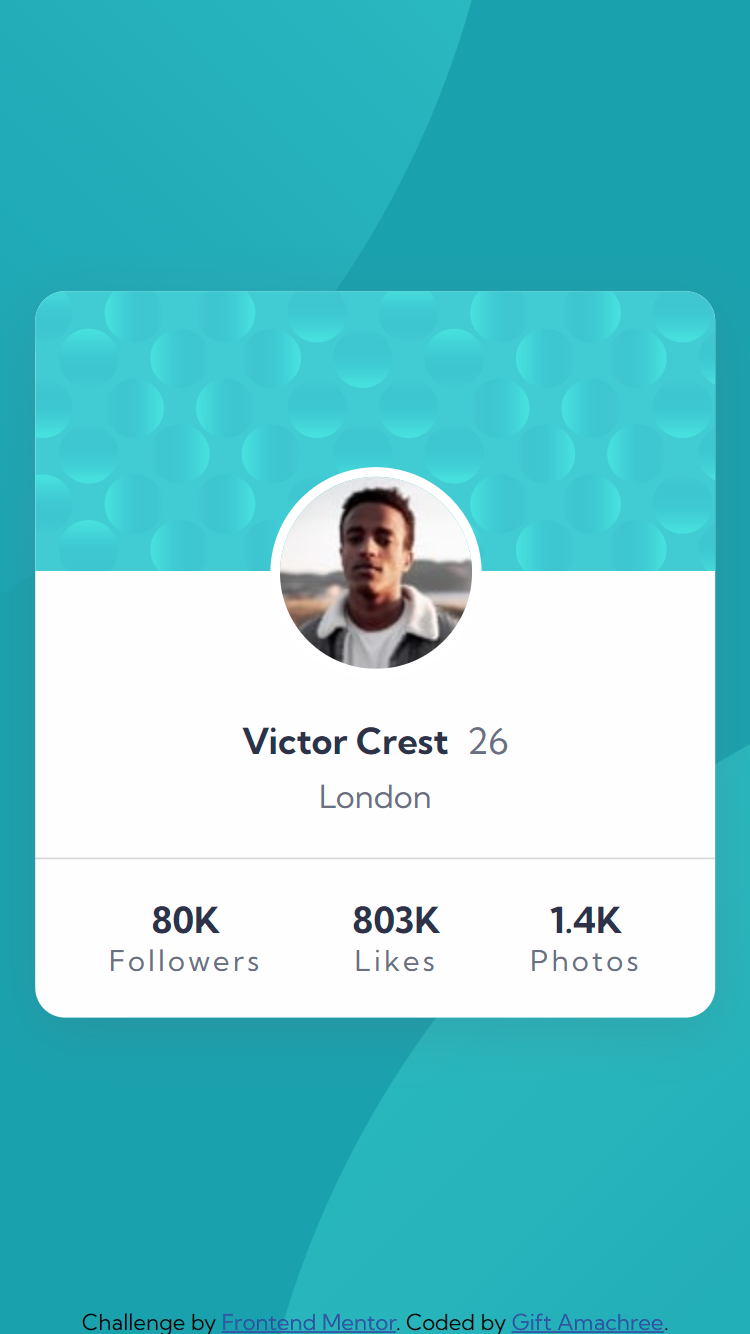 Victor Crest 26
London
80K 803K 1.4K
Followers Likes Photos
Challenge by Frontend Mentor. Coded by Gift Amachree.